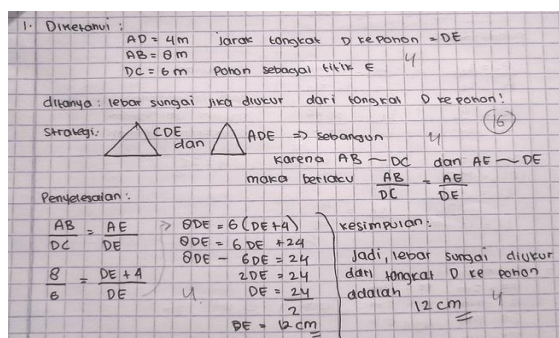 1. Diketahui :
AD = 4m jarak tongkat D ke pohon = DE
AB = 8m
DC = 6m Pohon sebagai titik E
4
ditanya : lebar sungai jika diukur dari tongkat D ke pohon!
16
Strategi: CDE dan ADE => sebangun
4
karena AB ~ DC dan AE ~ DE
maka berlaku AB/DC = AE/DE
Penyelesaian :
AB/DC = AE/DE
8/6 = DE + 4/DE
4
8DE = 6(DE+4)
8DE = 6DE +24
8DE - 6DE = 24
2DE = 24
DE = 24/2
DE = 12 cm
kesimpulan:
Jadi, lebar sungai diukur
dari tongkat D ke pohon
adalah
4
12 cm